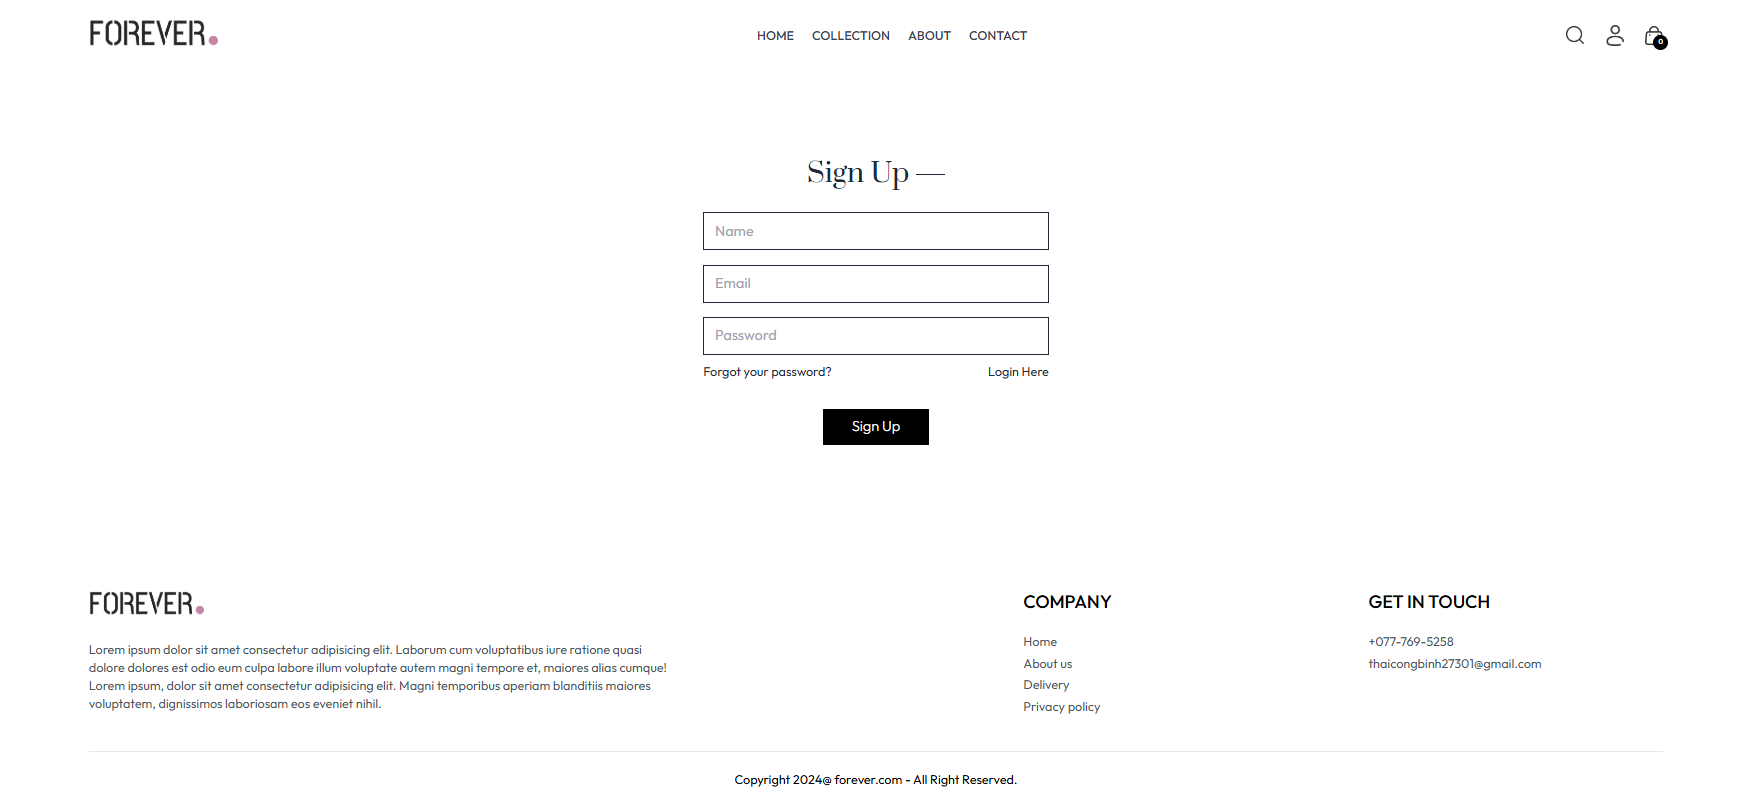 FOREVER.
HOME COLLECTION ABOUT CONTACT
0
Sign Up —
Name
Email
Password
Forgot your password? Login Here
Sign Up
FOREVER.
Lorem ipsum dolor sit amet consectetur adipisicing elit. Laborum cum voluptatibus iure ratione quasi
dolore dolores est odio eum culpa labore illum voluptate autem magni tempore et, maiores alias cumque!
Lorem ipsum, dolor sit amet consectetur adipisicing elit. Magni temporibus aperiam blanditiis maiores
voluptatem, dignissimos laboriosam eos eveniet nihil.
COMPANY
Home
About us
Delivery
Privacy policy
GET IN TOUCH
+077-769-5258
thaicongbinh27301@gmail.com
Copyright 2024@ forever.com - All Right Reserved.